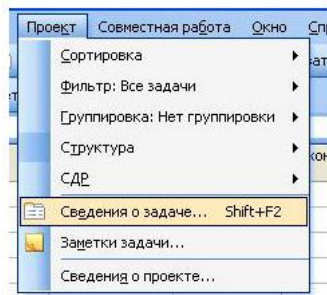 Проект Совместная работа Окно Спр
Сортировка
Фильтр: Все задачи
Группировка: Нет группировки
Структура
СДР
Сведения о задаче... Shift+F2
Заметки задачи...
Сведения о проекте...